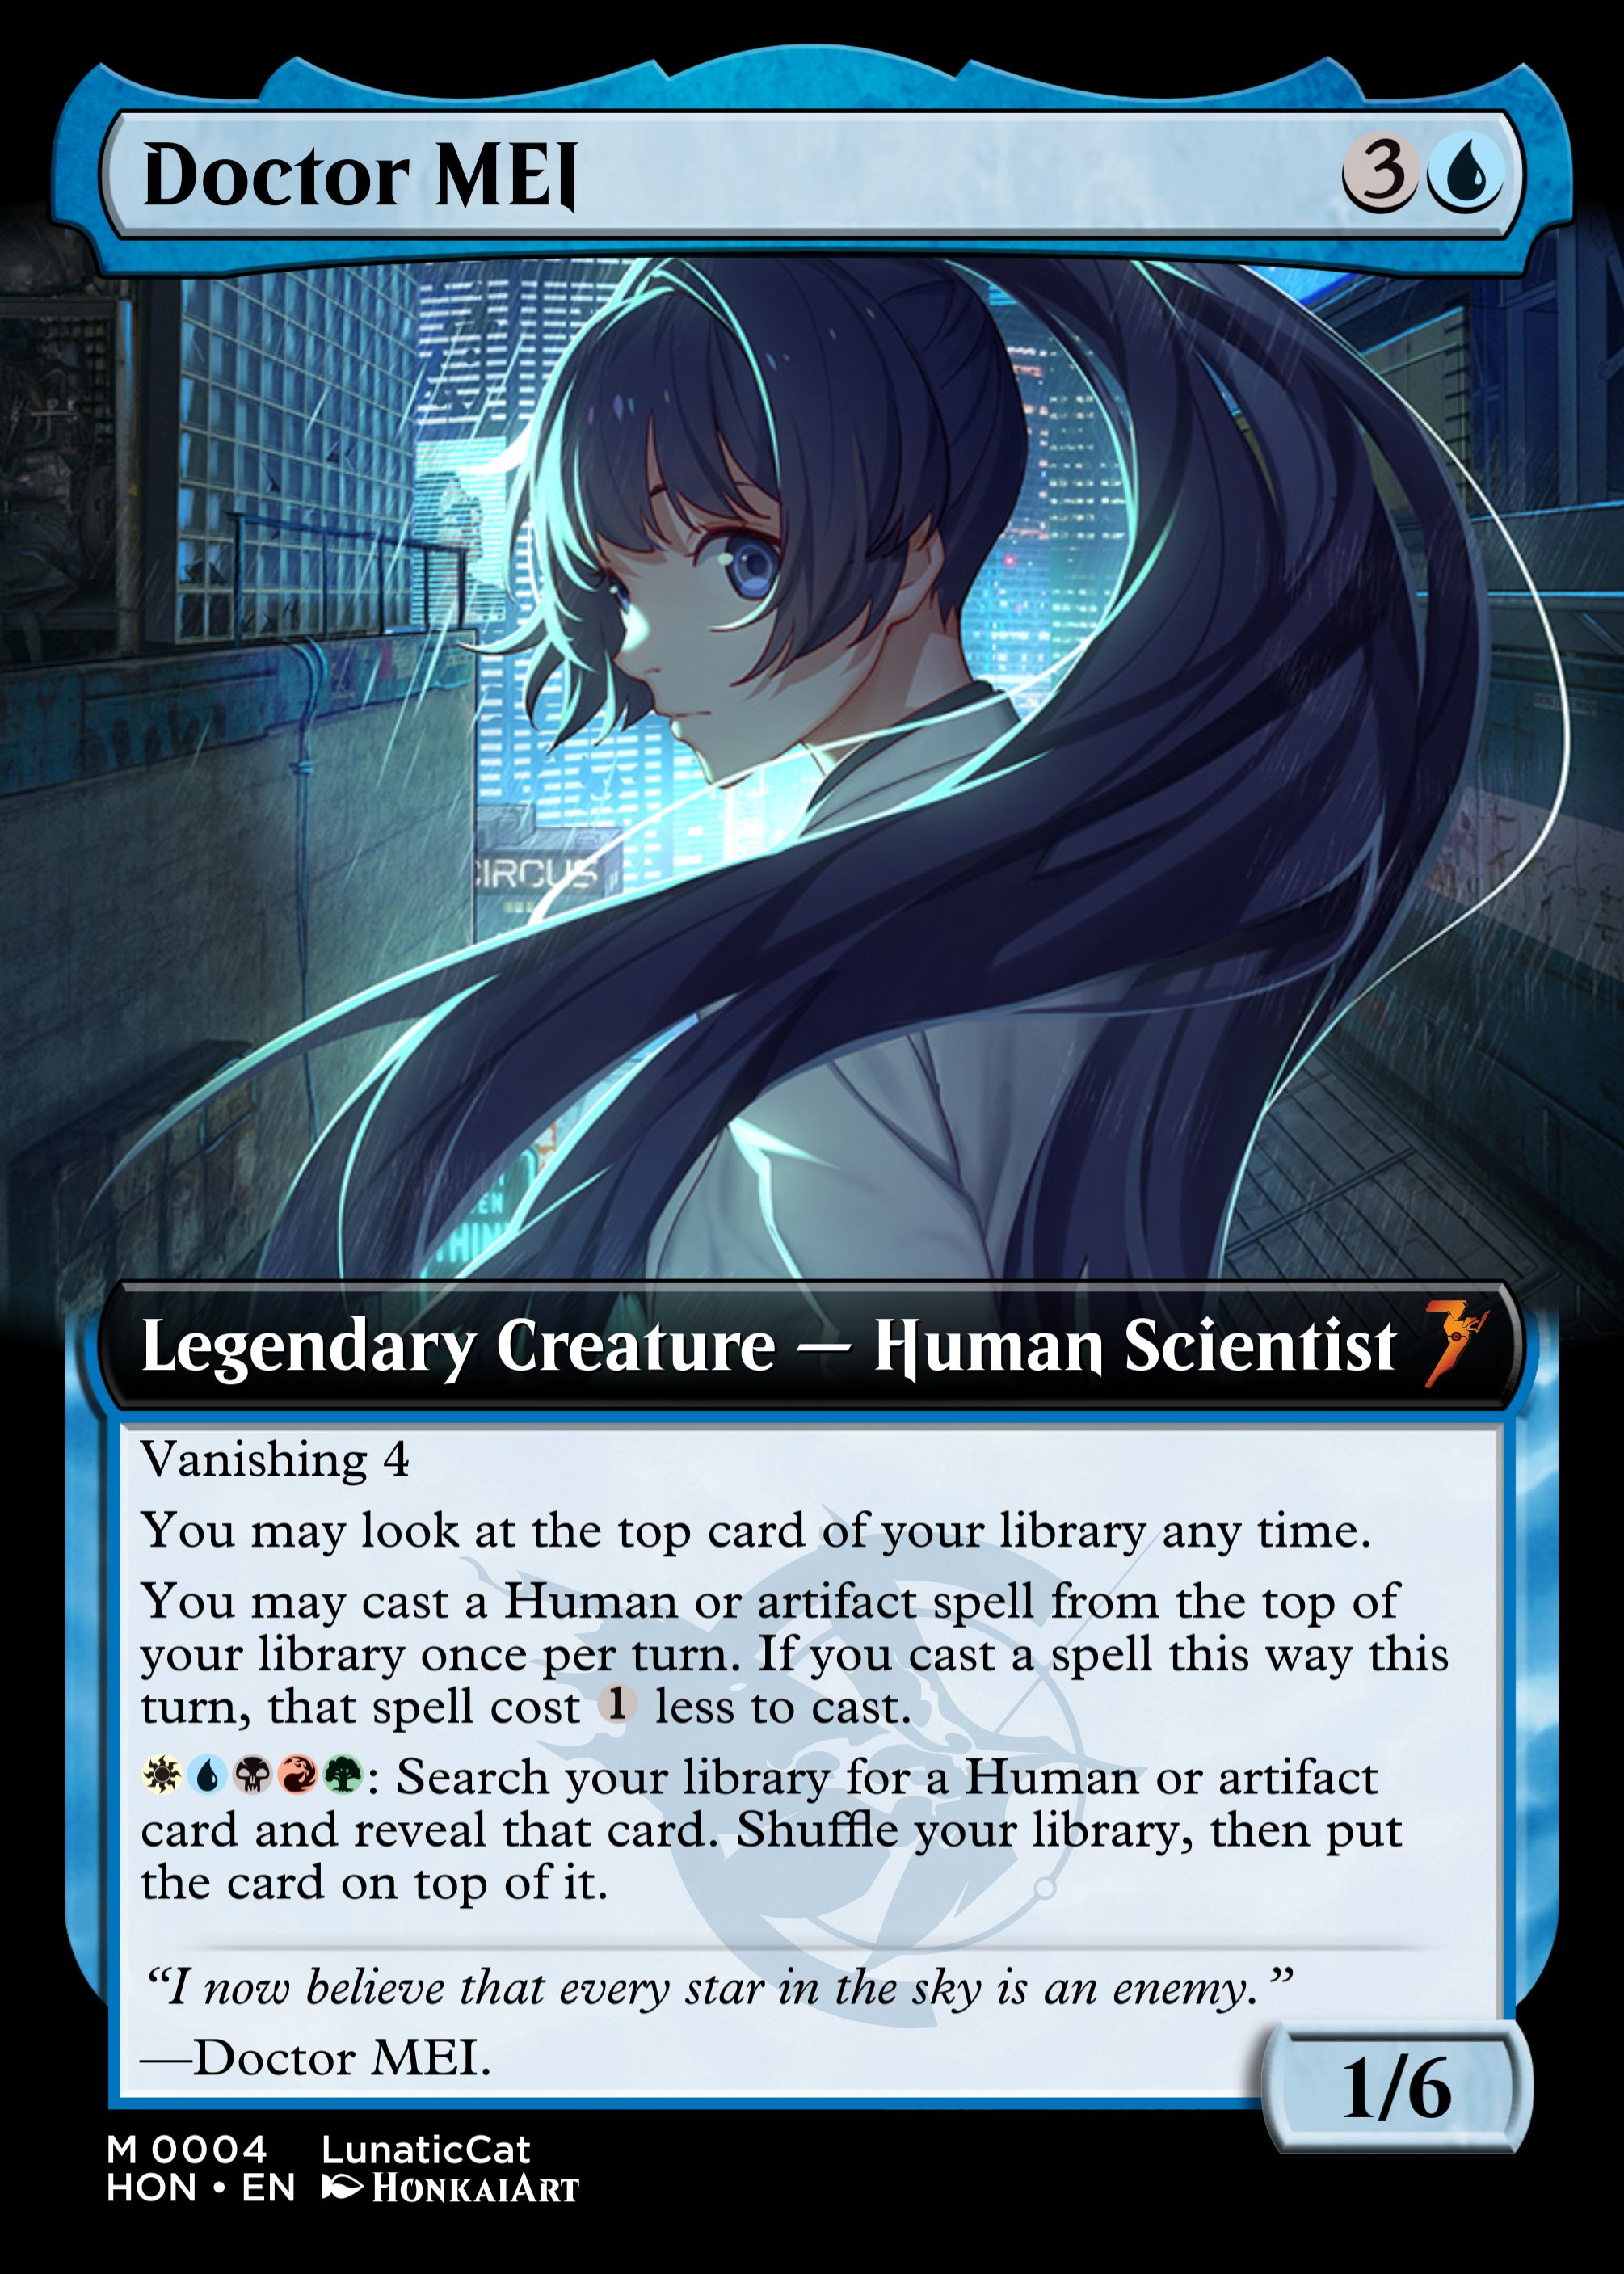 Doctor MEI 3
CIRCUS
EN
THIN
Legendary Creature — Human Scientist
Vanishing 4
You may look at the top card of your library any time.
You may cast a Human or artifact spell from the top of
your library once per turn. If you cast a spell this way this
turn, that spell cost 1 less to cast.
: Search your library for a Human or artifact
card and reveal that card. Shuffle your library, then put
the card on top of it.
“I now believe that every star in the sky is an enemy.”
—Doctor MEI.
1/6
M 0004 LunaticCat
HON • EN HONKAIART